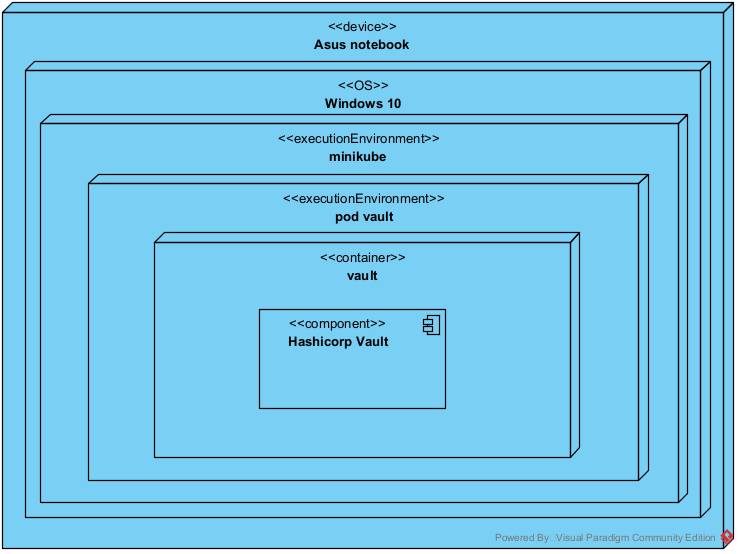 <<device>>
Asus notebook
<<OS>>
Windows 10
<<executionEnvironment>>
minikube
<<executionEnvironment>>
pod vault
<<container>>
vault
<<component>>
Hashicorp Vault
Powered By: Visual Paradigm Community Edition